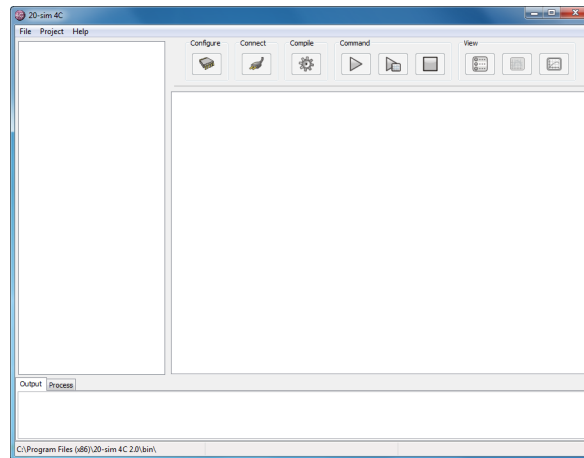 20-sim 4C
File Project Help
Configure Connect Compile Command View
Output Process
C:\Program Files (x86)\20-sim 4C 2.0\bin\